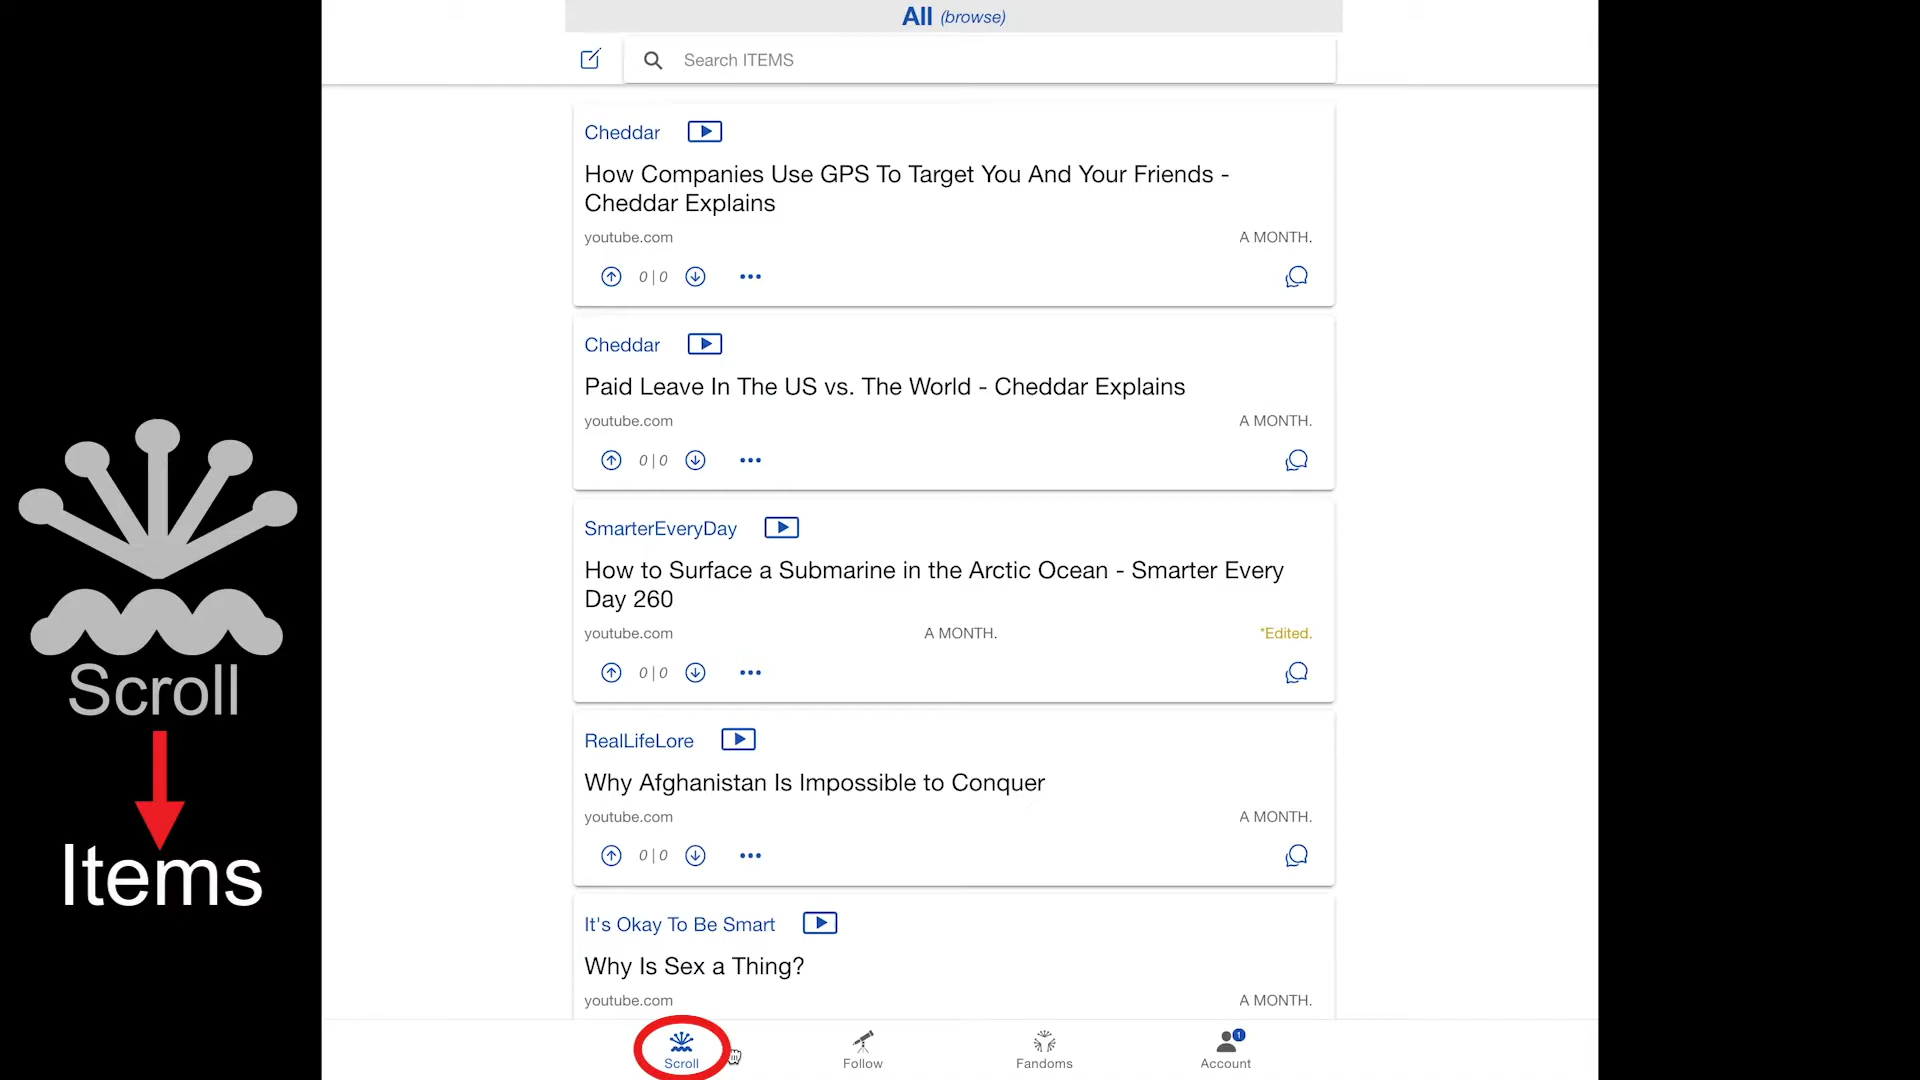 All (browse)
Search ITEMS
Cheddar
How Companies Use GPS To Target You And Your Friends -
Cheddar Explains
youtube.com A MONTH.
0 | 0
Cheddar
Paid Leave In The US vs. The World - Cheddar Explains
youtube.com A MONTH.
0 | 0
SmarterEveryDay
How to Surface a Submarine in the Arctic Ocean - Smarter Every
Day 260
youtube.com A MONTH. *Edited.
0 | 0
RealLifeLore
Why Afghanistan Is Impossible to Conquer
youtube.com A MONTH.
0 | 0
It's Okay To Be Smart
Why Is Sex a Thing?
youtube.com A MONTH.
Scroll Follow Fandoms Account 1
Scroll
Items